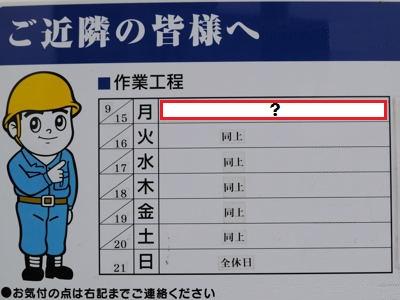 ご近隣の皆様へ
■作業工程
9/15 月 ?
16 火 同上
17 水 同上
18 木 同上
19 金 同上
20 土 同上
21 日 全休日
●お気付の点は右記までご連絡ください